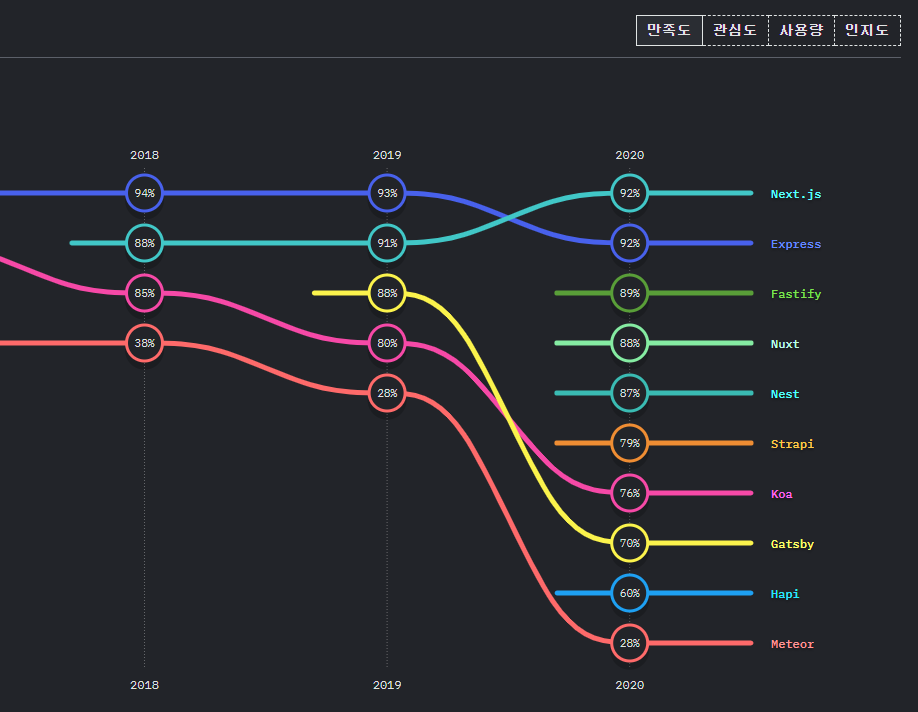 만족도 관심도 사용량 인지도
2018 2019 2020
94% 93% 92% Next.js
88% 91% 92% Express
85% 88% 89% Fastify
38% 80% 88% Nuxt
28% 87% Nest
79% Strapi
76% Koa
70% Gatsby
60% Hapi
28% Meteor
2018 2019 2020